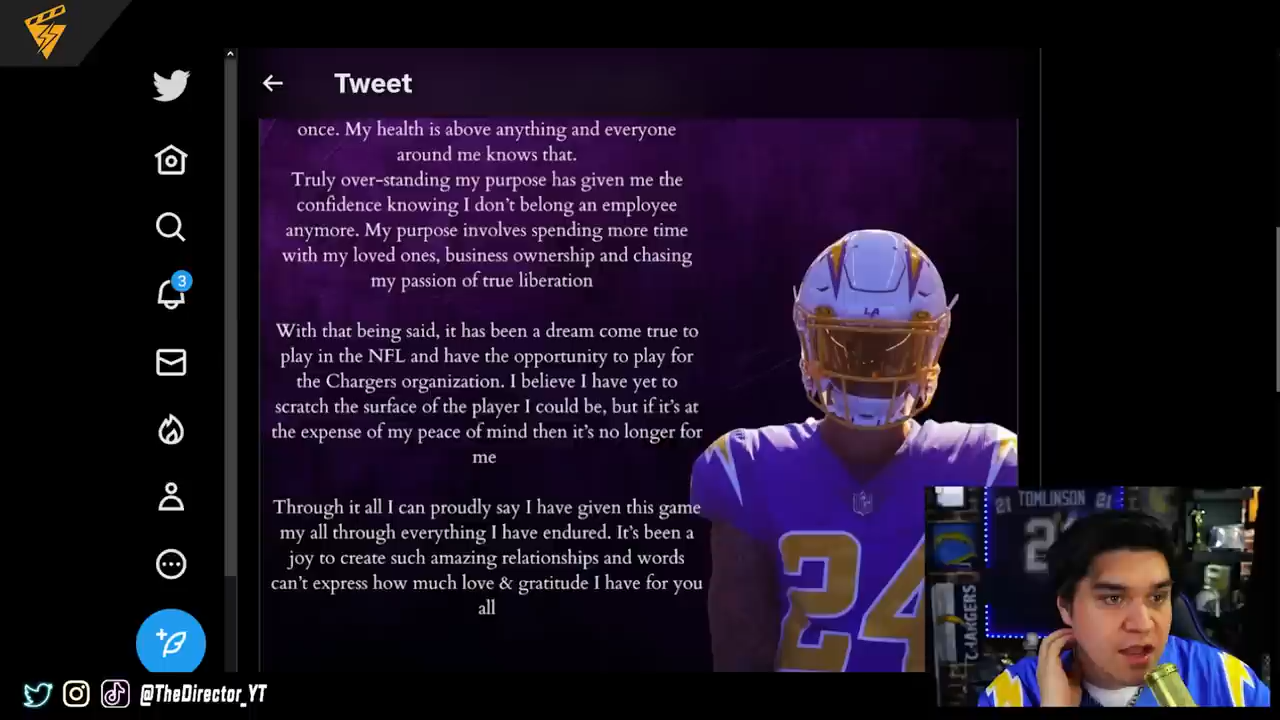 Tweet
once. My health is above anything and everyone
around me knows that.
Truly over-standing my purpose has given me the
confidence knowing I don't belong an employee
anymore. My purpose involves spending more time
with my loved ones, business ownership and chasing
my passion of true liberation
3
With that being said, it has been a dream come true to
play in the NFL and have the opportunity to play for
the Chargers organization. I believe I have yet to
scratch the surface of the player I could be, but if it's at
the expense of my peace of mind then it's no longer for
me
Through it all I can proudly say I have given this game
my all through everything I have endured. It's been a
joy to create such amazing relationships and words
can't express how much love & gratitude I have for you
all
LA
24
21 TOMLINSON 21
CHARGERS
@TheDirector_YT